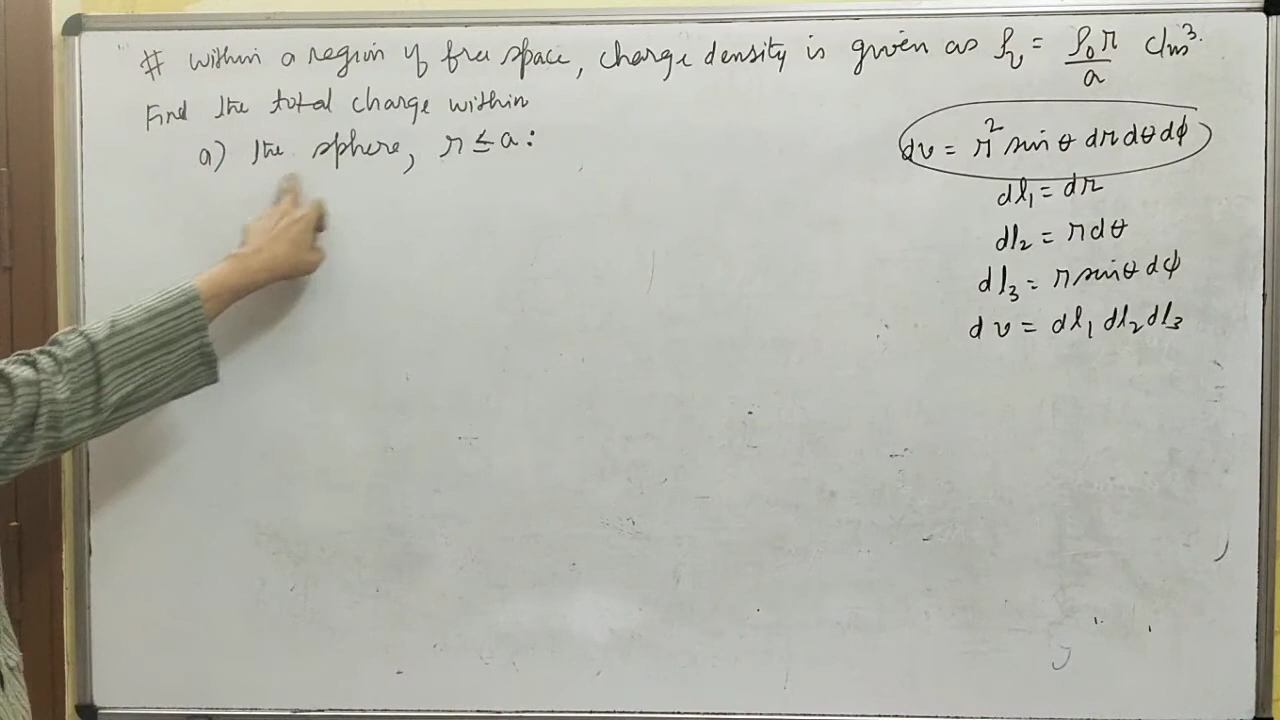 # within a region of free space, charge density is given as ρᵥ = ρ₀r/a C/m³.
Find the total charge within
a) the sphere, r ≤ a:
dv = r² sin θ dr dθ dϕ
dl₁ = dr
dl₂ = r dθ
dl₃ = r sinθ dϕ
dv = dl₁ dl₂ dl₃